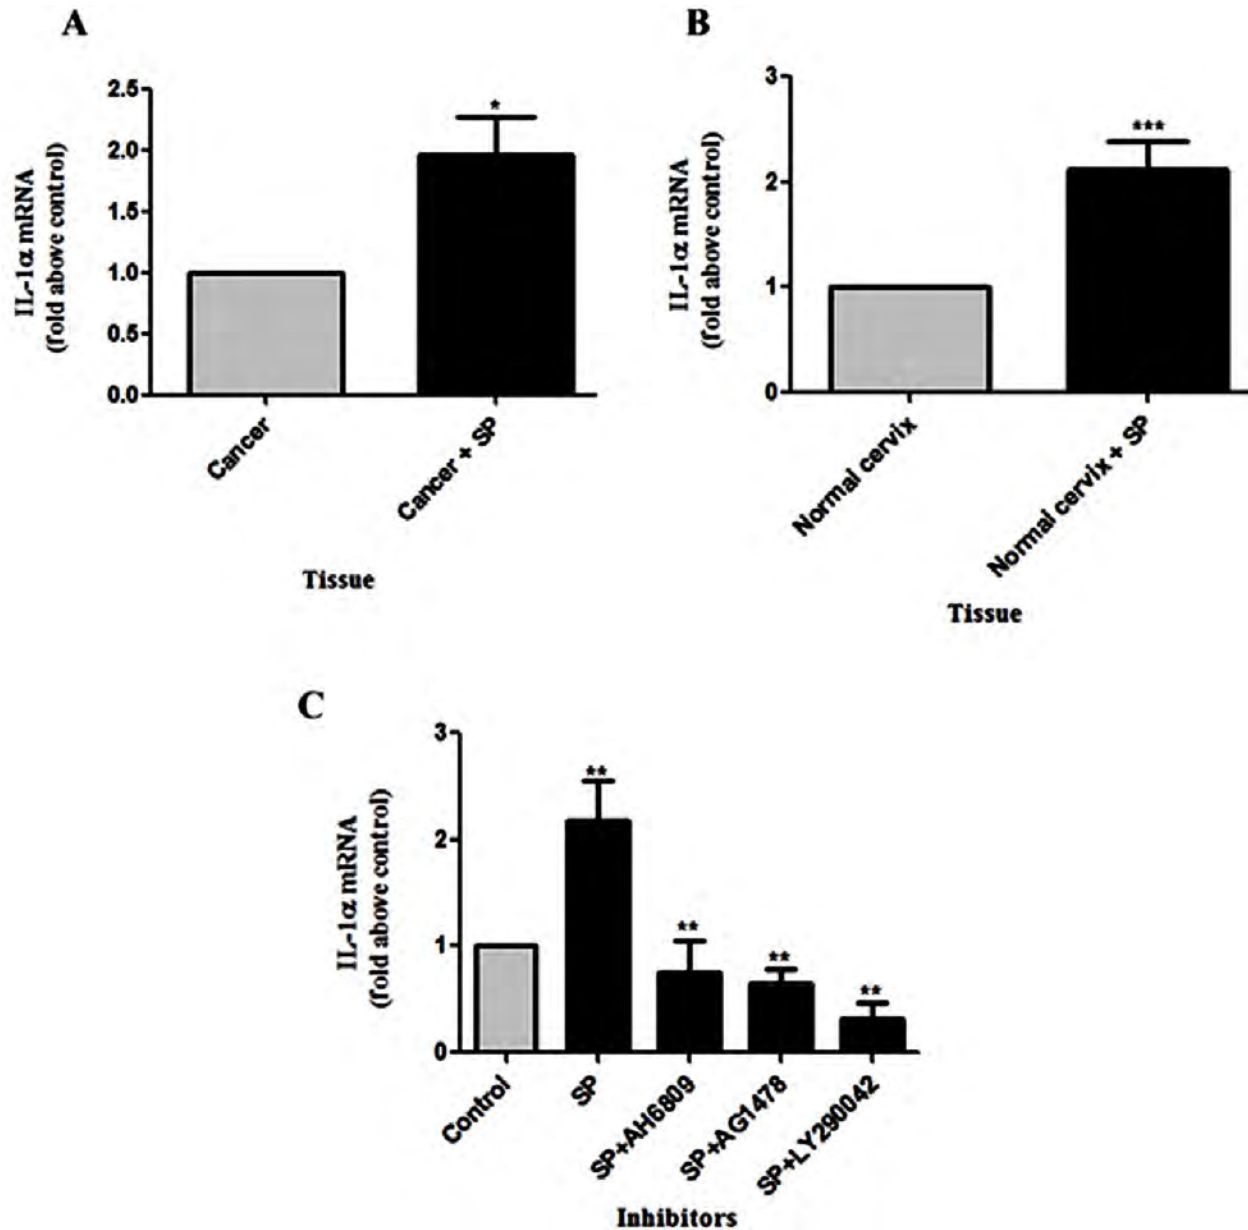 A
IL-1α mRNA
(fold above control)
2.5
2.0
1.5
1.0
0.5
0.0
*
Cancer
Cancer + SP
Tissue
B
IL-1α mRNA
(fold above control)
3
2
1
0
***
Normal cervix
Normal cervix + SP
Tissue
C
IL-1α mRNA
(fold above control)
3
2
1
0
**
**
**
**
Control
SP
SP+AH6809
SP+AG1478
SP+LY290042
Inhibitors